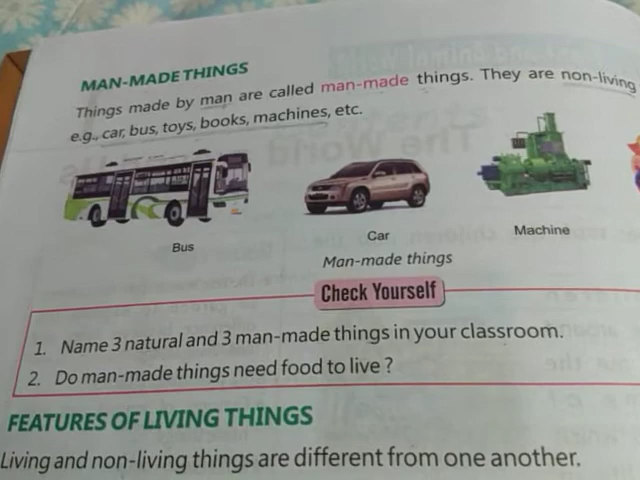 MAN-MADE THINGS
Things made by man are called man-made things. They are non-living
e.g., car, bus, toys, books, machines, etc.
Bus
Car
Machine
Man-made things
Check Yourself
1. Name 3 natural and 3 man-made things in your classroom.
2. Do man-made things need food to live ?
FEATURES OF LIVING THINGS
Living and non-living things are different from one another.